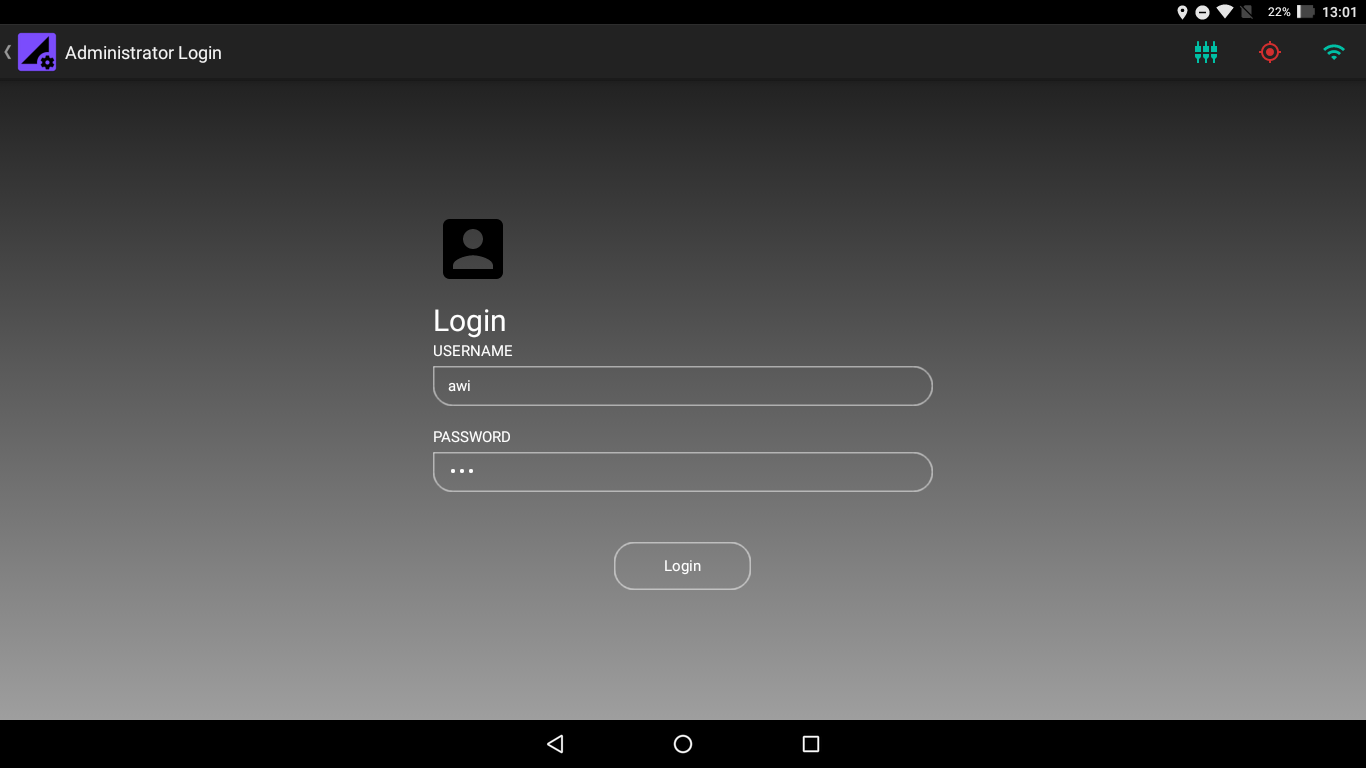 22% 13:01
Administrator Login
Login
USERNAME
awi
PASSWORD
•••
Login